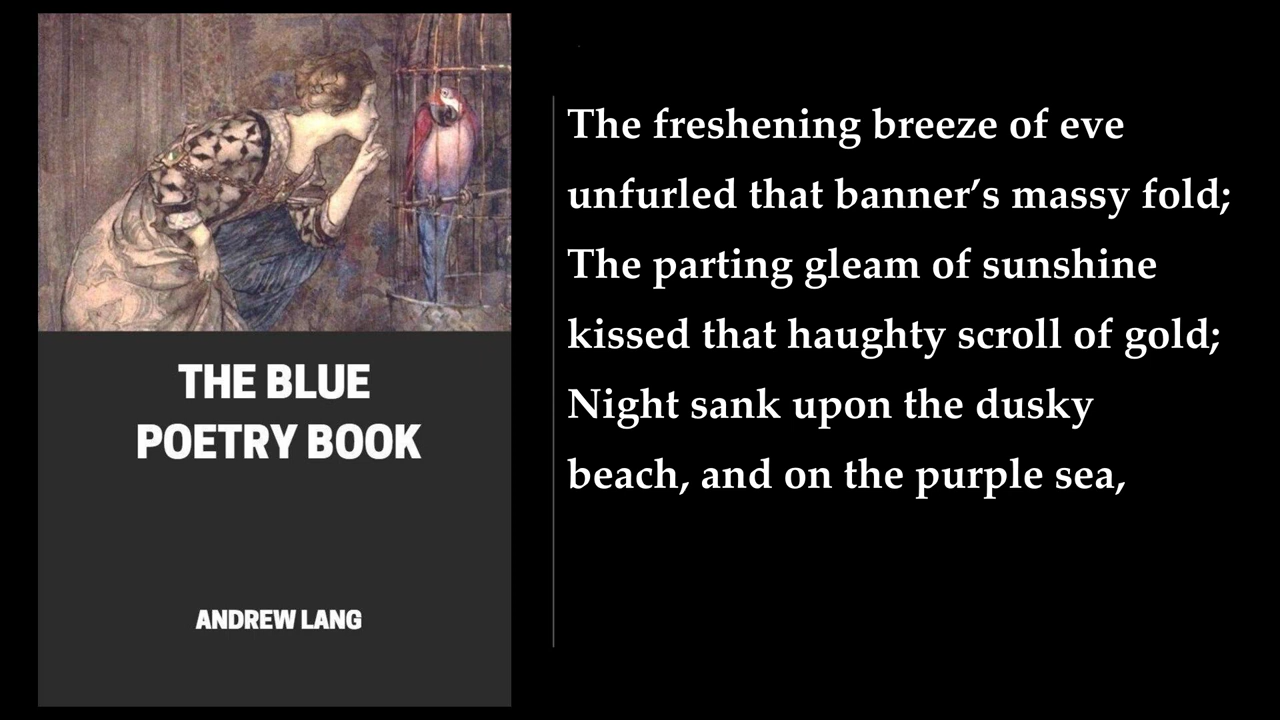 THE BLUE
POETRY BOOK
ANDREW LANG
The freshening breeze of eve
unfurled that banner’s massy fold;
The parting gleam of sunshine
kissed that haughty scroll of gold;
Night sank upon the dusky
beach, and on the purple sea,